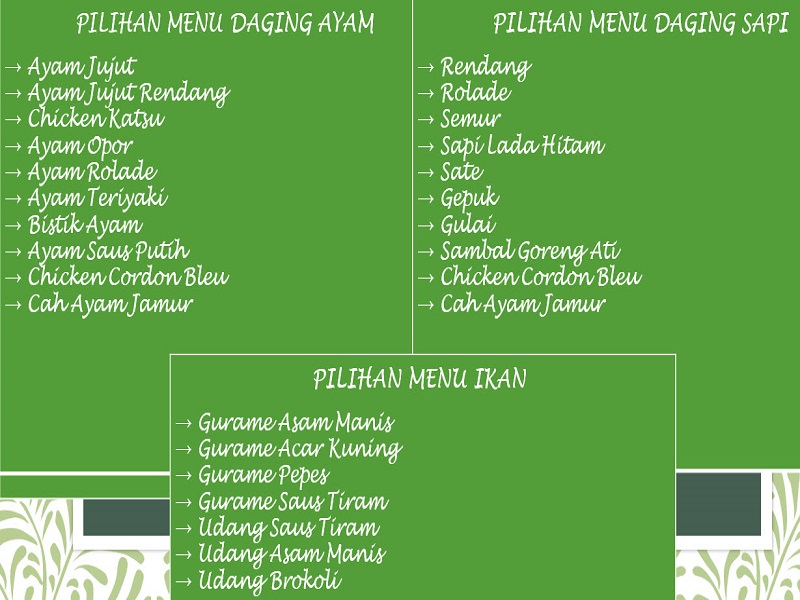 PILIHAN MENU DAGING AYAM
→ Ayam Jujut
→ Ayam Jujut Rendang
→ Chicken Katsu
→ Ayam Opor
→ Ayam Rolade
→ Ayam Teriyaki
→ Bistik Ayam
→ Ayam Saus Putih
→ Chicken Cordon Bleu
→ Cah Ayam Jamur
PILIHAN MENU DAGING SAPI
→ Rendang
→ Rolade
→ Semur
→ Sapi Lada Hitam
→ Sate
→ Gepuk
→ Gulai
→ Sambal Goreng Ati
→ Chicken Cordon Bleu
→ Cah Ayam Jamur
PILIHAN MENU IKAN
→ Gurame Asam Manis
→ Gurame Acar Kuning
→ Gurame Pepes
→ Gurame Saus Tiram
→ Udang Saus Tiram
→ Udang Asam Manis
→ Udang Brokoli